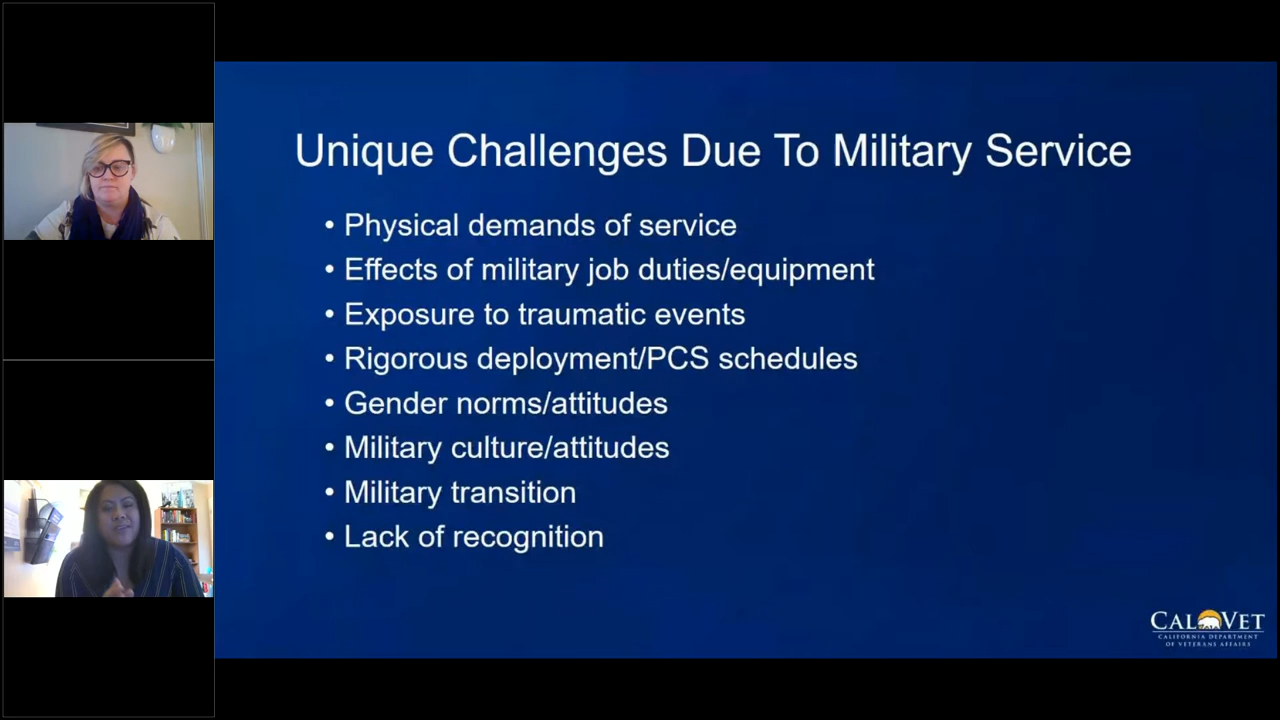 Unique Challenges Due To Military Service
• Physical demands of service
• Effects of military job duties/equipment
• Exposure to traumatic events
• Rigorous deployment/PCS schedules
• Gender norms/attitudes
• Military culture/attitudes
• Military transition
• Lack of recognition
CALVET
CALIFORNIA DEPARTMENT
OF VETERANS AFFAIRS